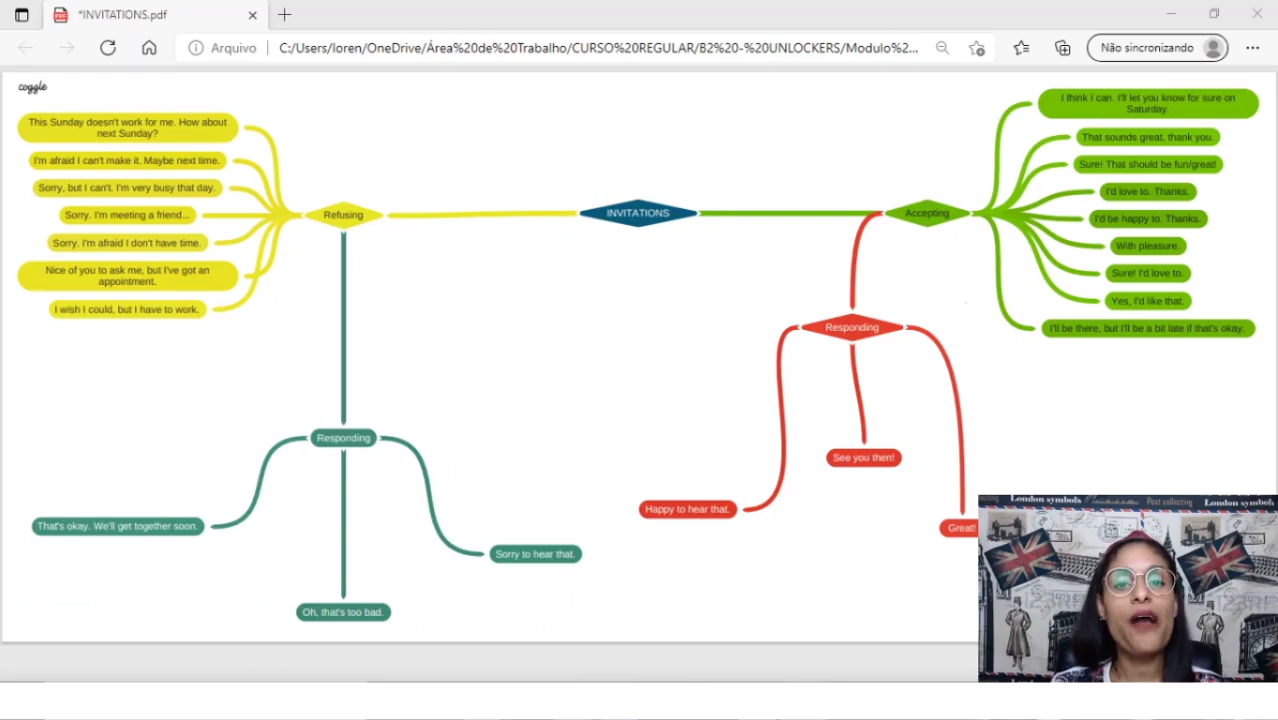 *INVITATIONS.pdf
Arquivo
C:/Users/loren/OneDrive/Área%20de%20Trabalho/CURSO%20REGULAR/B2%20-%20UNLOCKERS/Modulo%2...
Não sincronizando
coggle
This Sunday doesn't work for me. How about
next Sunday?
I'm afraid I can't make it. Maybe next time.
Sorry, but I can't. I'm very busy that day.
Sorry. I'm meeting a friend...
Sorry. I'm afraid I don't have time.
Nice of you to ask me, but I've got an
appointment.
I wish I could, but I have to work.
Refusing
INVITATIONS
Accepting
I think I can. I'll let you know for sure on
Saturday.
That sounds great, thank you.
Sure! That should be fun/great!
I'd love to. Thanks.
I'd be happy to. Thanks.
With pleasure.
Sure! I'd love to.
Yes, I'd like that.
I'll be there, but I'll be a bit late if that's okay.
Responding
See you then!
Happy to hear that.
Great!
Responding
That's okay. We'll get together soon.
Sorry to hear that.
Oh, that's too bad.
London symbols
Post collecting
London symbols